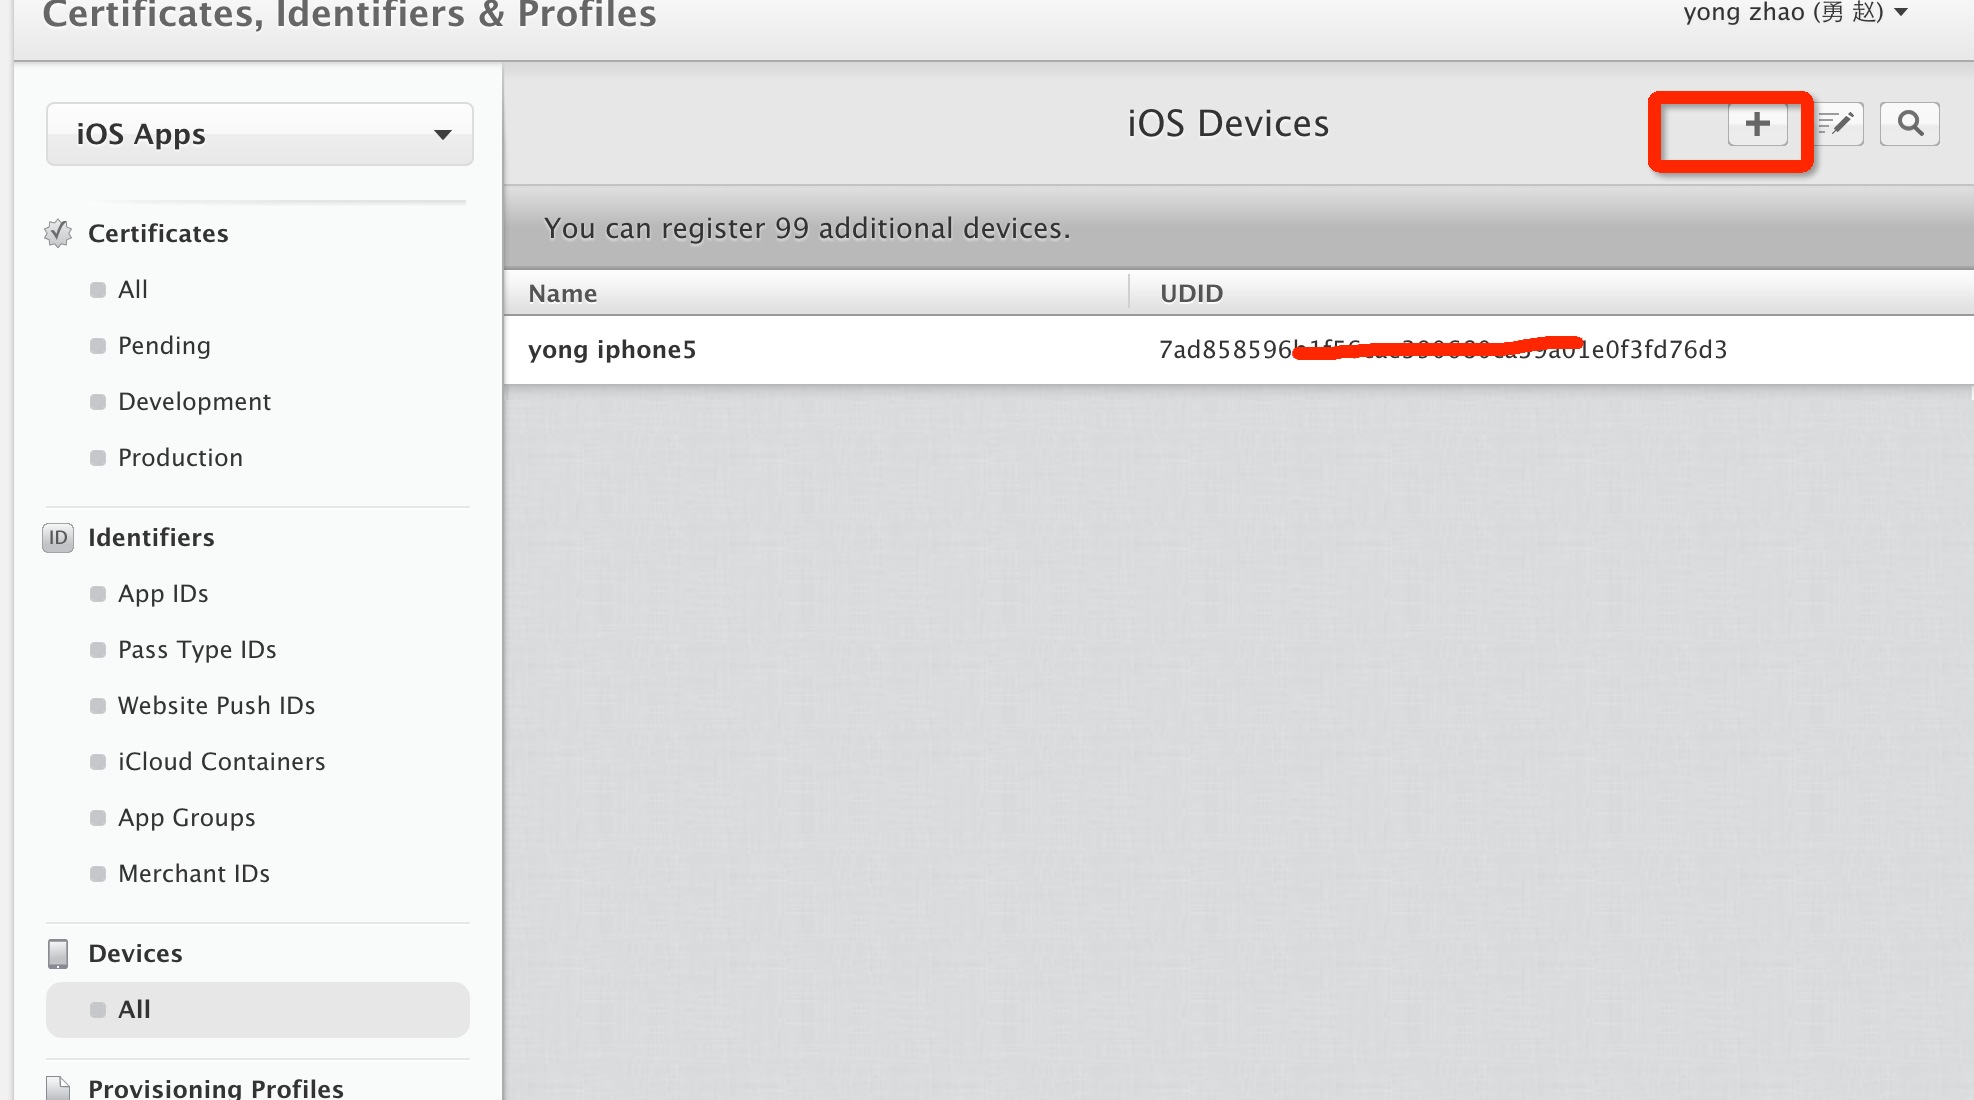 Certificates, Identifiers & Profiles
yong zhao (勇 赵)
iOS Apps
iOS Devices
Certificates
All
Pending
Development
Production
Identifiers
ID
App IDs
Pass Type IDs
Website Push IDs
iCloud Containers
App Groups
Merchant IDs
Devices
All
Provisioning Profiles
You can register 99 additional devices.
Name
UDID
yong iphone5
7ad858596
1e0f3fd76d3